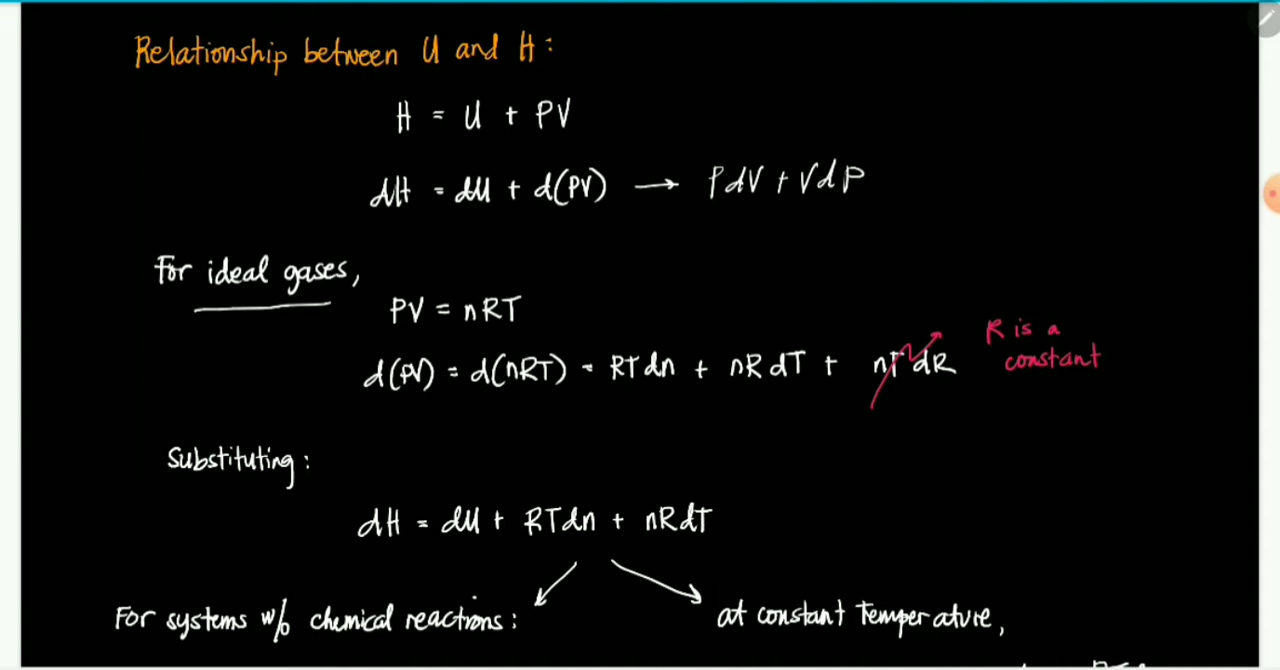 Relationship between U and H:
H = U + PV
dH = dU + d(PV) → PdV + VdP
For ideal gases,
PV = nRT
d(PV) = d(nRT) = RTdn + nRdT + nTdR
R is a
constant
Substituting:
dH = dU + RTdn + nRdT
For systems w/o chemical reactions:
at constant Temperature,